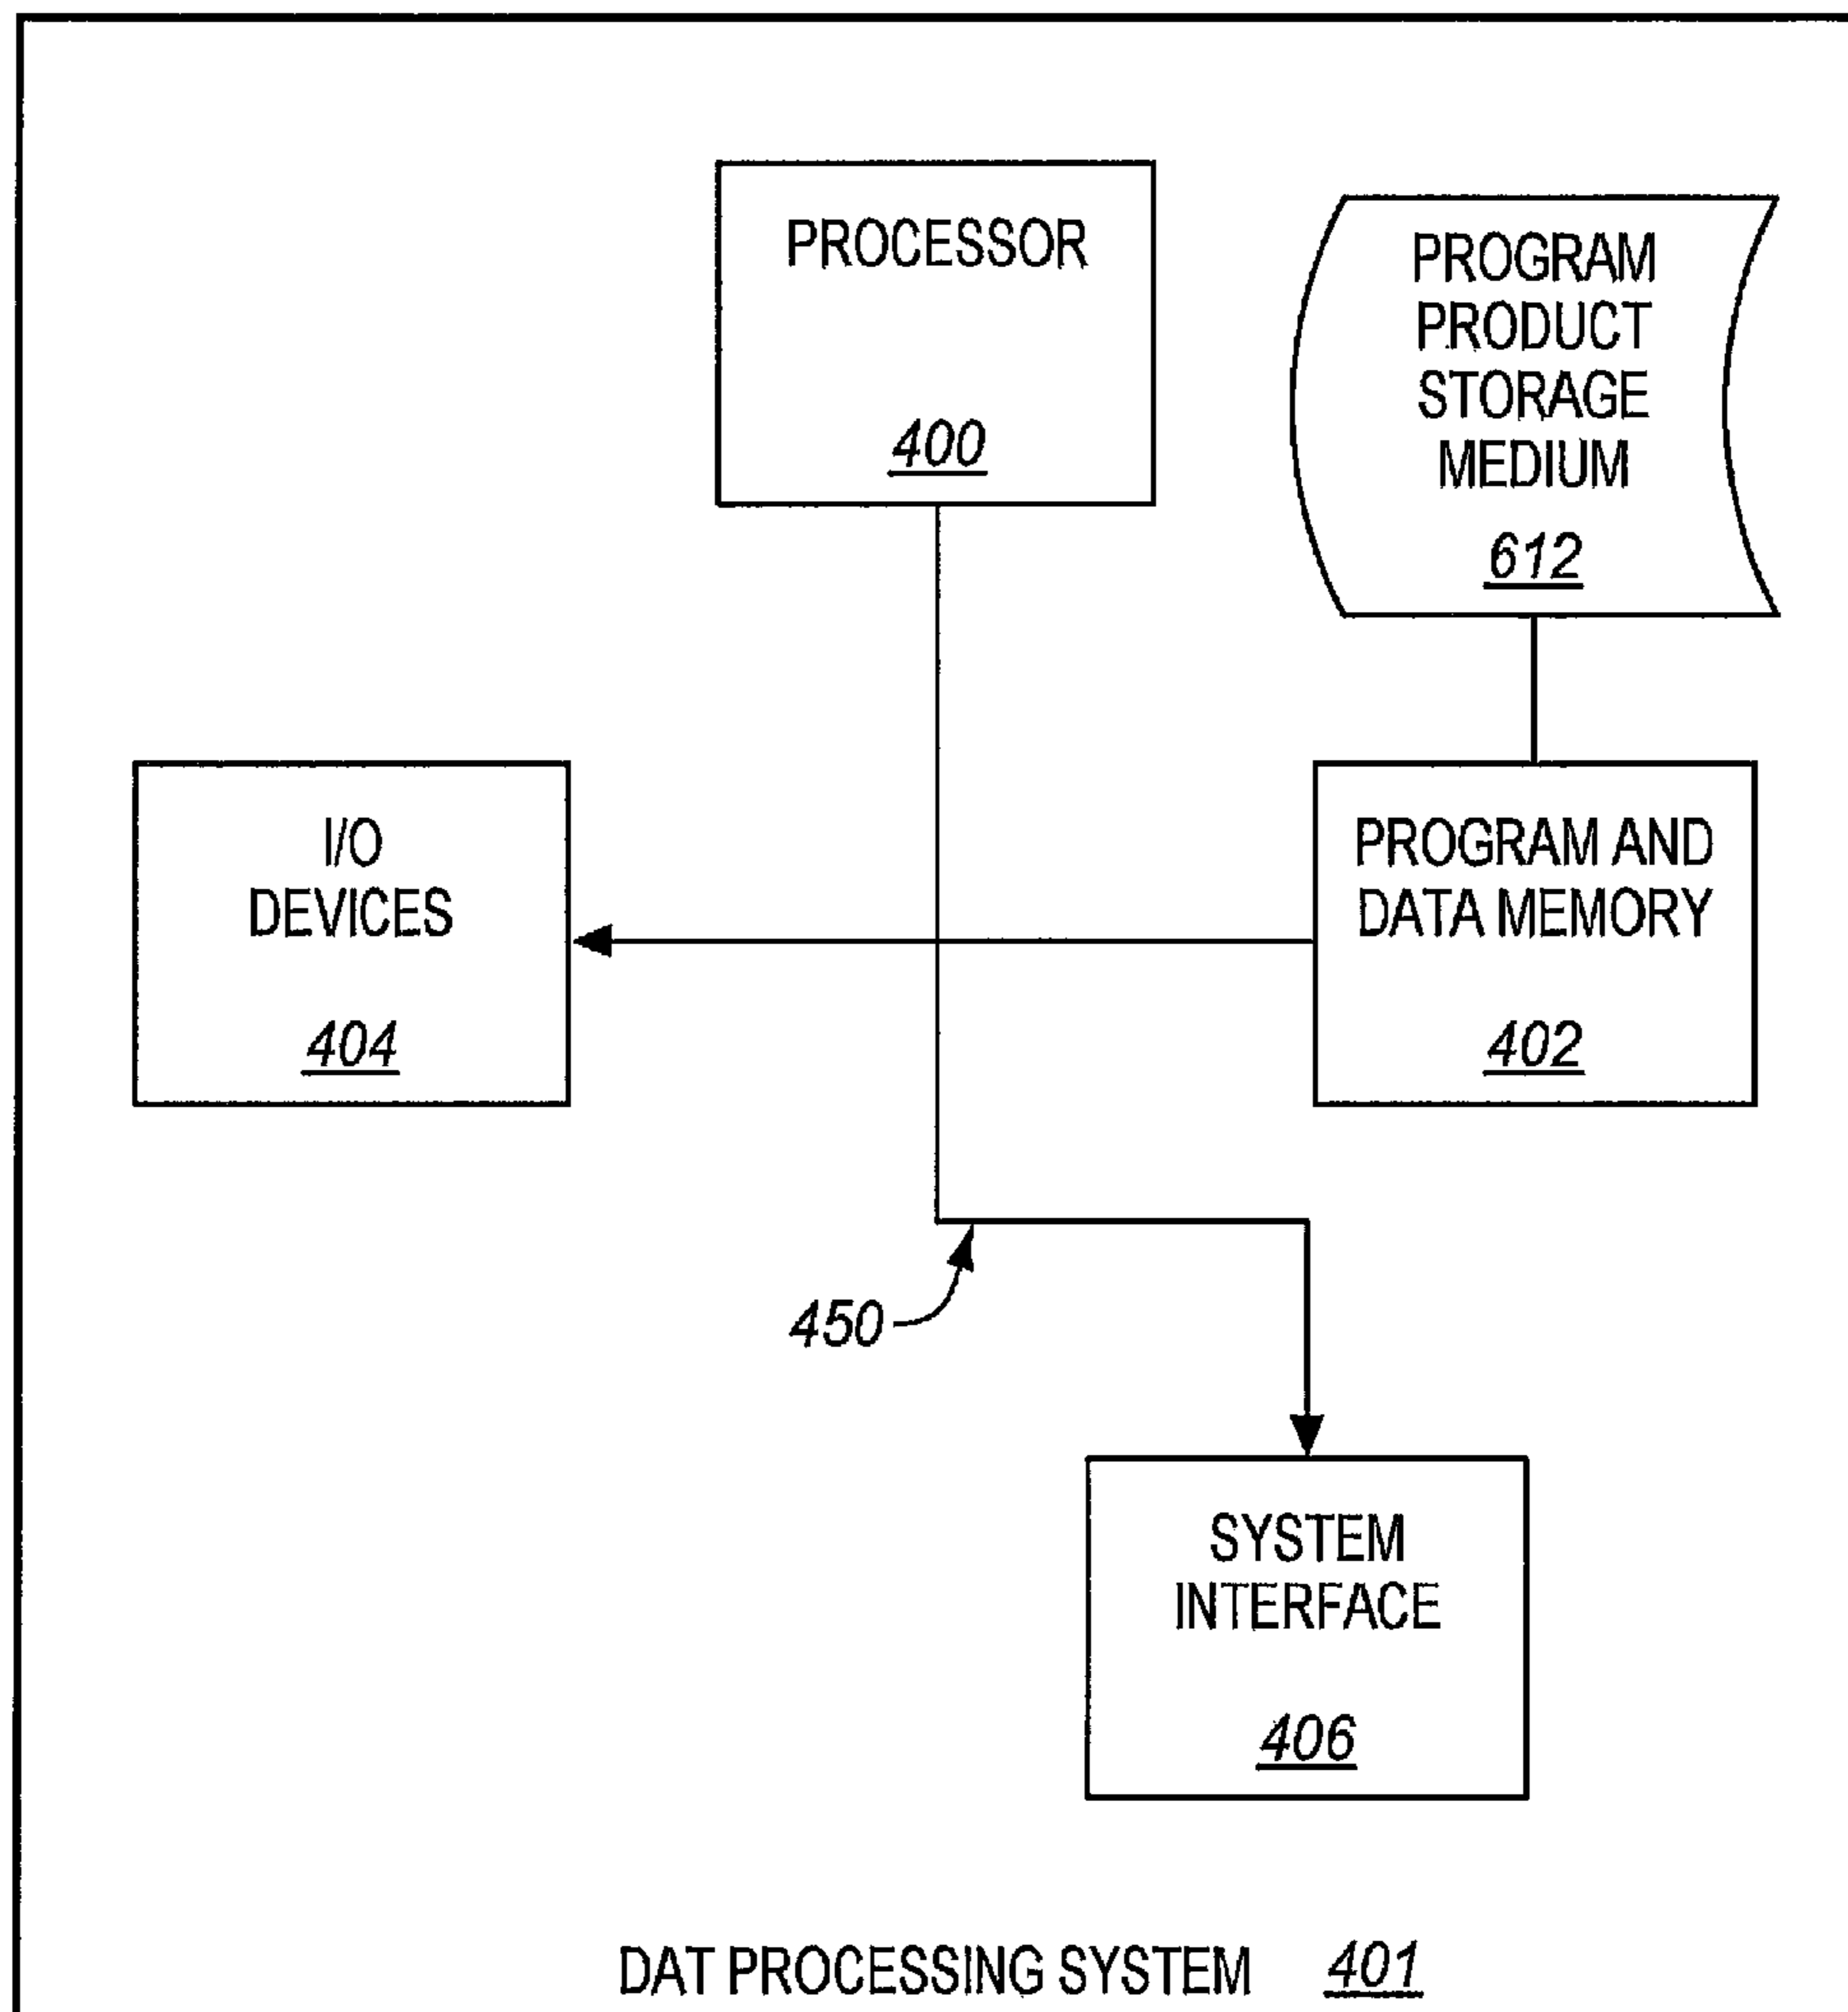 PROCESSOR
400
PROGRAM
PRODUCT
STORAGE
MEDIUM
612
I/O
DEVICES
404
PROGRAM AND
DATA MEMORY
402
450
SYSTEM
INTERFACE
406
DAT PROCESSING SYSTEM 401